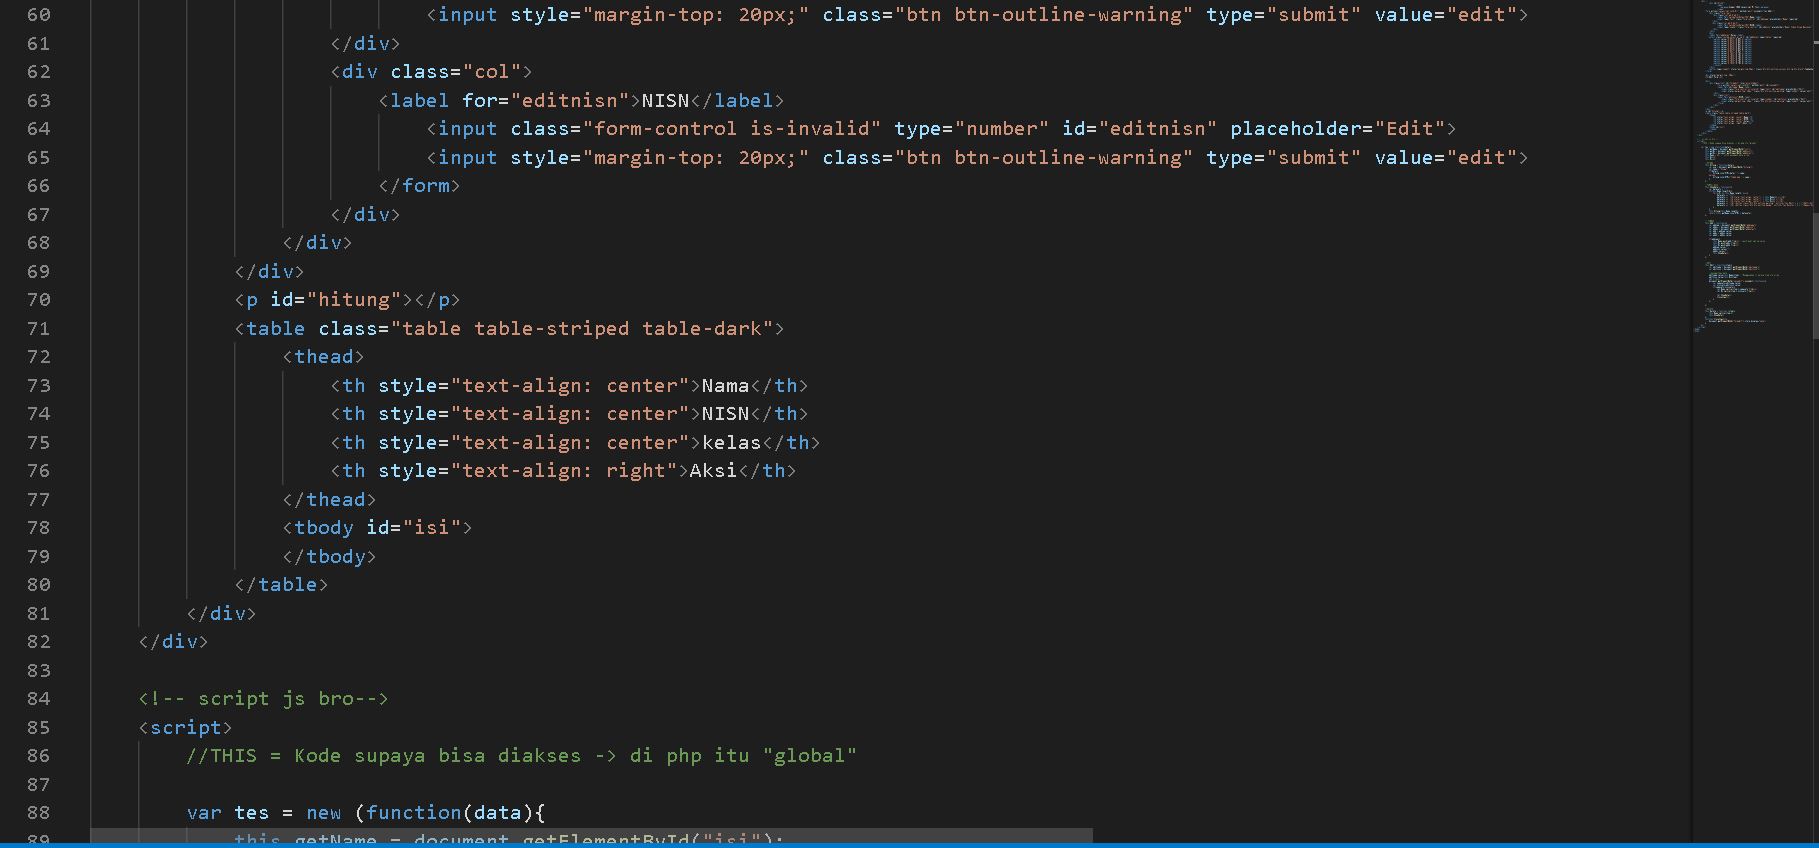 60 <input style="margin-top: 20px;" class="btn btn-outline-warning" type="submit" value="edit">
61 </div>
62 <div class="col">
63 <label for="editnisn">NISN</label>
64 <input class="form-control is-invalid" type="number" id="editnisn" placeholder="Edit">
65 <input style="margin-top: 20px;" class="btn btn-outline-warning" type="submit" value="edit">
66 </form>
67 </div>
68 </div>
69 </div>
70 <p id="hitung"></p>
71 <table class="table table-striped table-dark">
72 <thead>
73 <th style="text-align: center">Nama</th>
74 <th style="text-align: center">NISN</th>
75 <th style="text-align: center">kelas</th>
76 <th style="text-align: right">Aksi</th>
77 </thead>
78 <tbody id="isi">
79 </tbody>
80 </table>
81 </div>
82 </div>
83
84 <!-- script js bro-->
85 <script>
86 //THIS = Kode supaya bisa diakses -> di php itu "global"
87
88 var tes = new (function(data){
89 this.getName = document.getElementById("isi");